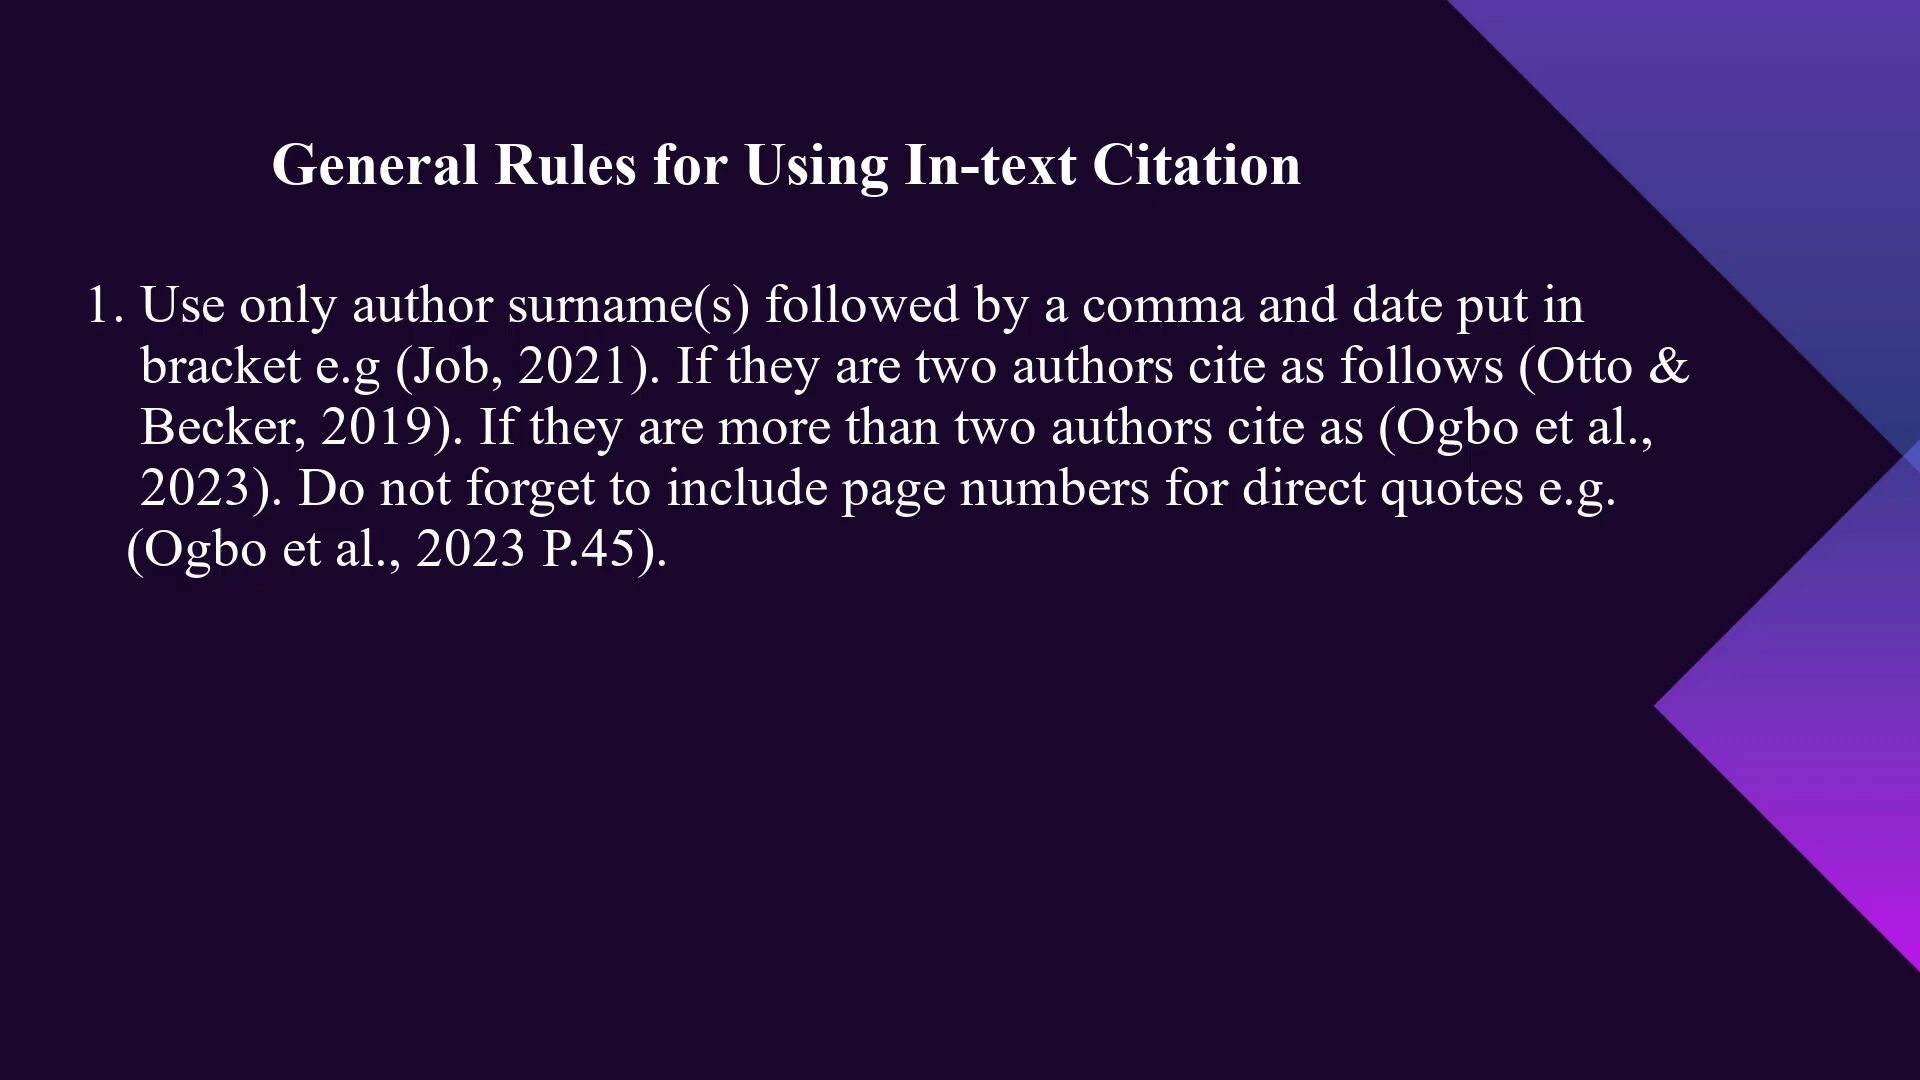 General Rules for Using In-text Citation
1. Use only author surname(s) followed by a comma and date put in
bracket e.g (Job, 2021). If they are two authors cite as follows (Otto &
Becker, 2019). If they are more than two authors cite as (Ogbo et al.,
2023). Do not forget to include page numbers for direct quotes e.g.
(Ogbo et al., 2023 P.45).